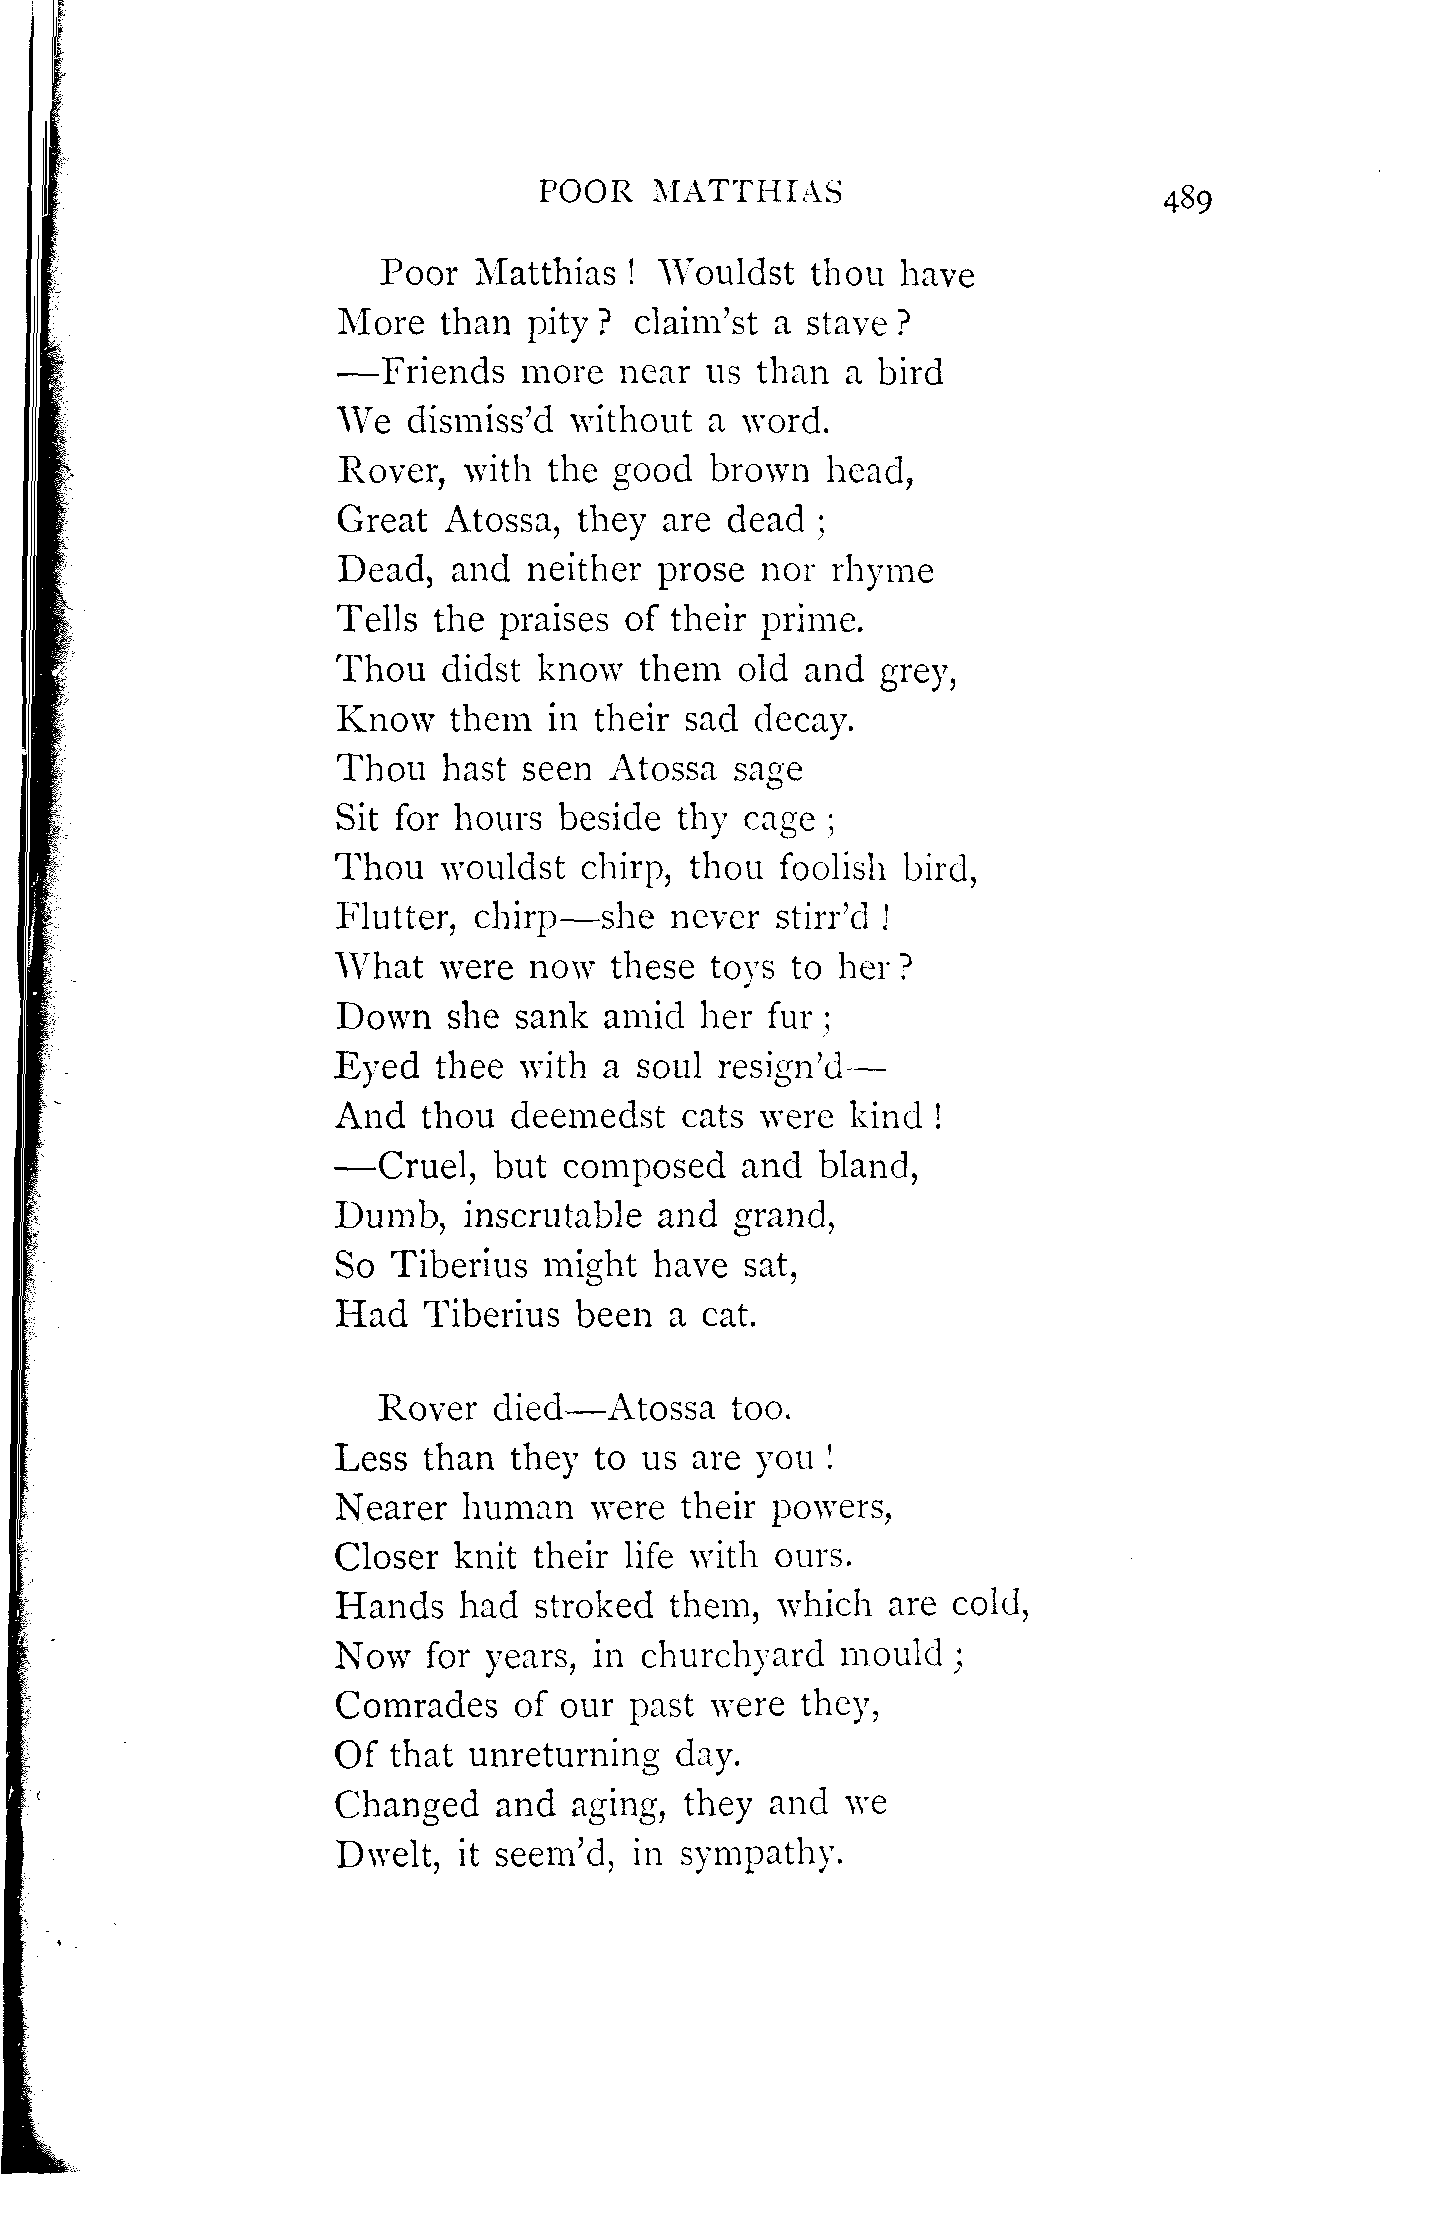 POOR MATTHIAS 489
Poor Matthias ! Wouldst thou have
More than pity ? claim'st a stave ?
—Friends more near us than a bird
We dismiss'd without a word.
Rover, with the good brown head,
Great Atossa, they are dead ;
Dead, and neither prose nor rhyme
Tells the praises of their prime.
Thou didst know them old and grey,
Know them in their sad decay.
Thou hast seen Atossa sage
Sit for hours beside thy cage ;
Thou wouldst chirp, thou foolish bird,
Flutter, chirp—she never stirr'd !
What were now these toys to her ?
Down she sank amid her fur ;
Eyed thee with a soul resign'd—
And thou deemedst cats were kind !
—Cruel, but composed and bland,
Dumb, inscrutable and grand,
So Tiberius might have sat,
Had Tiberius been a cat.
Rover died—Atossa too.
Less than they to us are you !
Nearer human were their powers,
Closer knit their life with ours.
Hands had stroked them, which are cold,
Now for years, in churchyard mould ;
Comrades of our past were they,
Of that unreturning day.
Changed and aging, they and we
Dwelt, it seem'd, in sympathy.